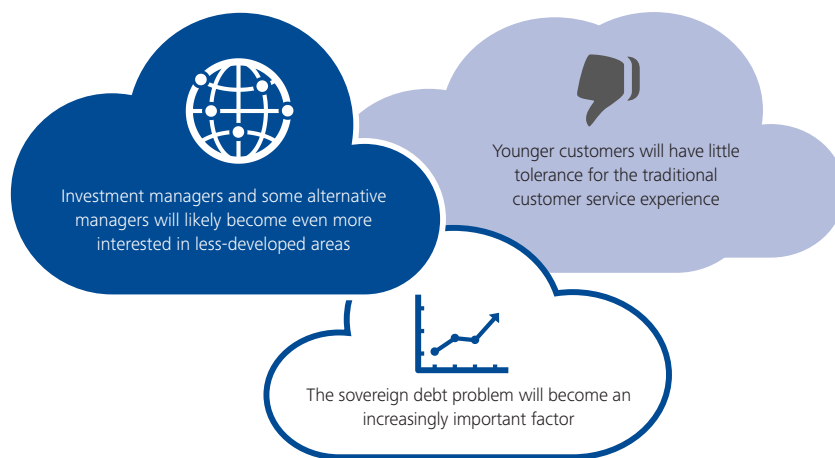 Investment managers and some alternative
managers will likely become even more
interested in less-developed areas
Younger customers will have little
tolerance for the traditional
customer service experience
The sovereign debt problem will become an
increasingly important factor